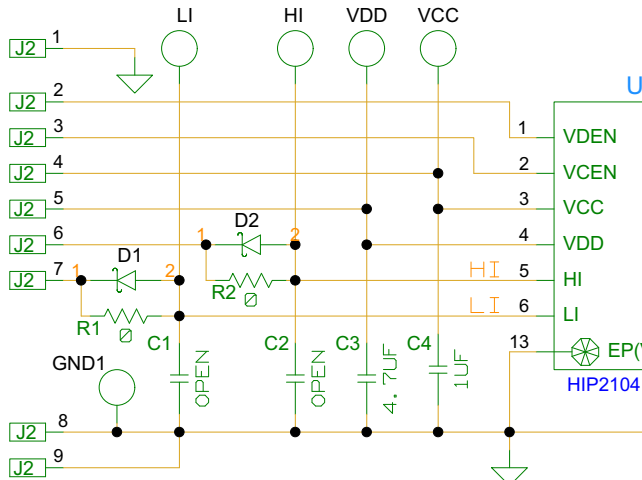 LI HI VDD VCC
J2 1
U
J2 2
J2 3 1 VDEN
J2 4 2 VCEN
J2 5 3 VCC
D2
J2 6 1 2 4 VDD
D1
J2 7 1 2 R2 0 HI 5 HI
R1 0 LI 6 LI
C1 C2 C3 C4 13 EP(V
GND1 OPEN OPEN 4.7UF 1UF
HIP2104
J2 8
J2 9